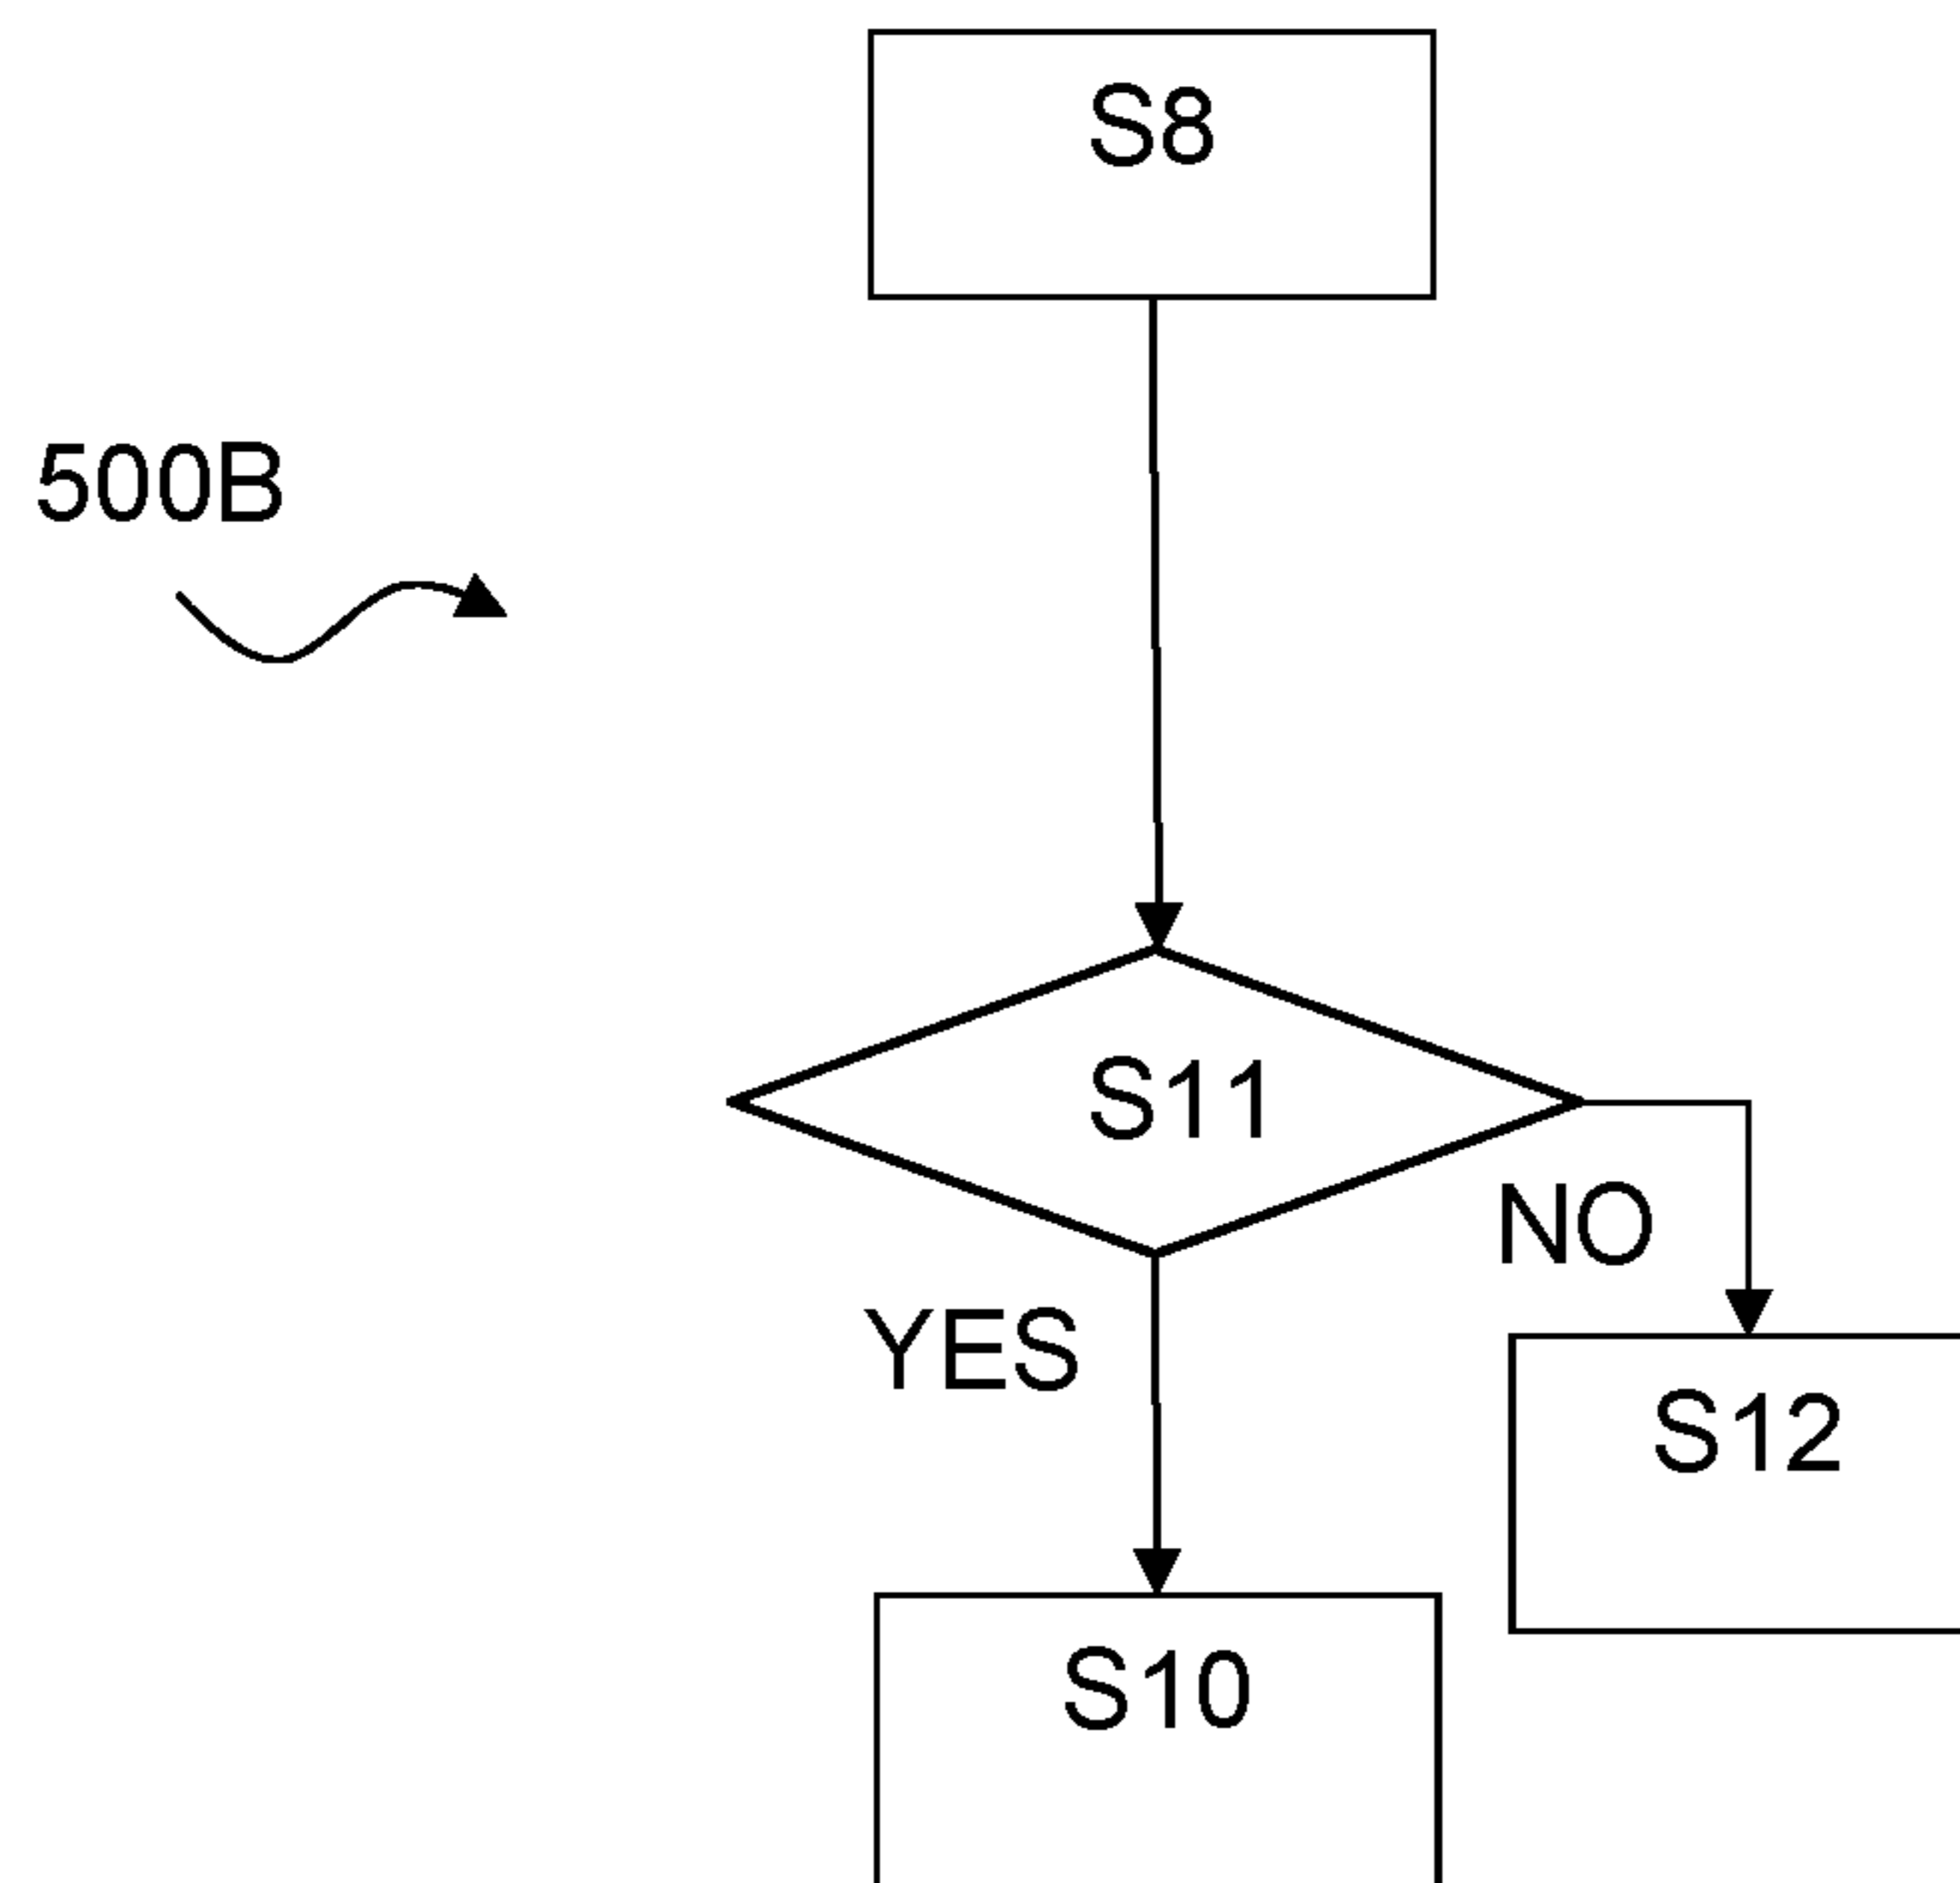 S8
500B
S11
NO
YES
S12
S10